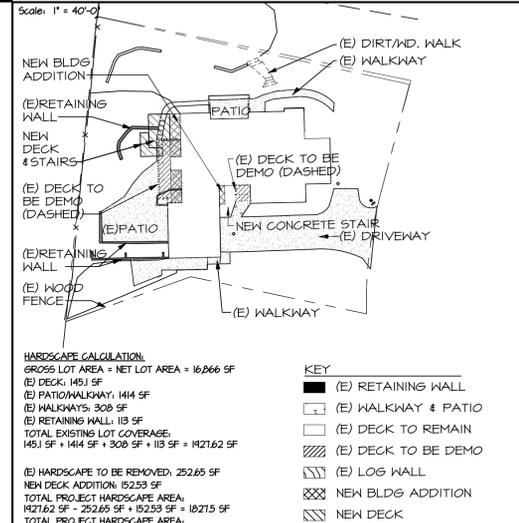 Scale: 1" = 40'-0"
(E) DIRT/WD. WALK
(E) WALKWAY
NEW BLDG
ADDITION
(E)RETAINING
WALL
PATIO
NEW
DECK
& STAIRS
(E) DECK TO BE
DEMO (DASHED)
(E) DECK TO
BE DEMO
(DASHED)
(E)PATIO
NEW CONCRETE STAIR
(E) DRIVEWAY
(E)RETAINING
WALL
(E) WOOD
FENCE
(E) WALKWAY
HARDSCAPE CALCULATION:
GROSS LOT AREA = NET LOT AREA = 16,866 SF
(E) DECK: 145.1 SF
(E) PATIO/WALKWAY: 1414 SF
(E) WALKWAYS: 308 SF
(E) RETAINING WALL: 113 SF
TOTAL EXISTING LOT COVERAGE:
145.1 SF + 1414 SF + 308 SF + 113 SF = 1927.62 SF
(E) HARDSCAPE TO BE REMOVED: 252.65 SF
NEW DECK ADDITION: 152.53 SF
TOTAL PROJECT HARDSCAPE AREA:
1927.62 SF - 252.65 SF + 152.53 SF = 1827.5 SF
TOTAL PROJECT HARDSCAPE AREA:
KEY
(E) RETAINING WALL
(E) WALKWAY & PATIO
(E) DECK TO REMAIN
(E) DECK TO BE DEMO
(E) LOG WALL
NEW BLDG ADDITION
NEW DECK